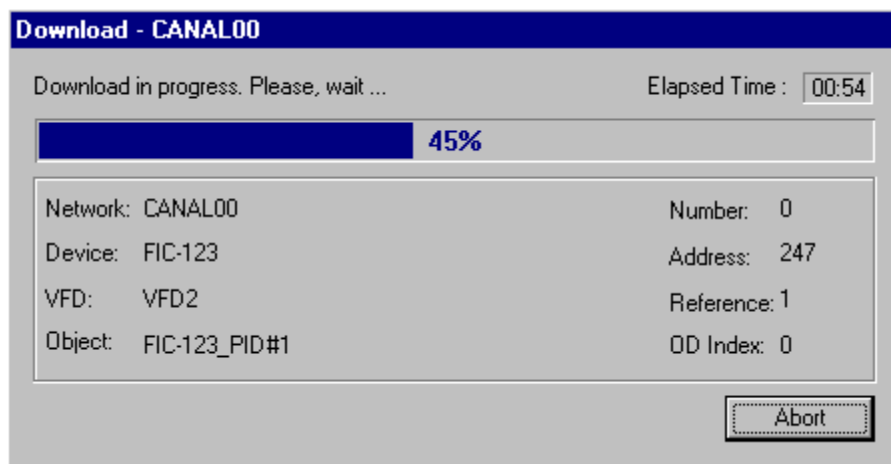 Download - CANAL00
Download in progress. Please, wait ... Elapsed Time : 00:54
45%
Network: CANAL00 Number: 0
Device: FIC-123 Address: 247
VFD: VFD2 Reference: 1
Object: FIC-123_PID#1 OD Index: 0
Abort